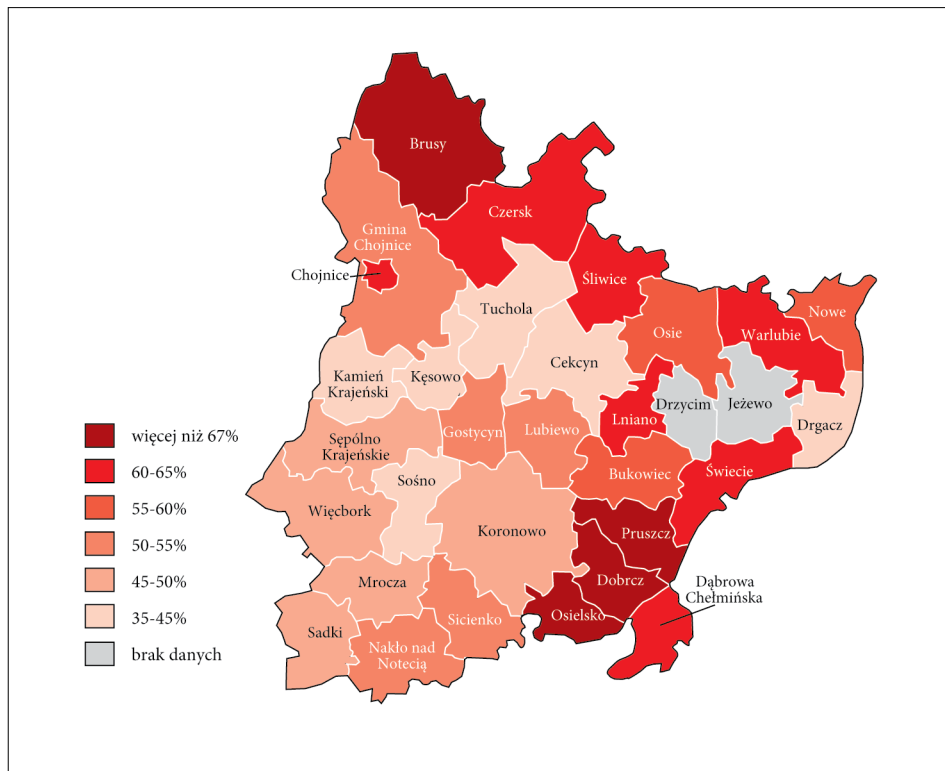 Brusy
Czersk
Gmina
Chojnice
Chojnice
Śliwice
Tuchola
Nowe
Osie
Warlubie
Cekcyn
Kamień
Krajeński
Kęsowo
Drzycim
Jeżewo
Lniano
Drgacz
Gostycyn
Lubiewo
Sępólno
Krajeńskie
Bukowiec
Świecie
Sośno
Więcbork
Koronowo
Pruszcz
Dobrcz
Dąbrowa
Chełmińska
Mrocza
Osielsko
Sicienko
Sadki
Nakło nad
Notecią
więcej niż 67%
60-65%
55-60%
50-55%
45-50%
35-45%
brak danych